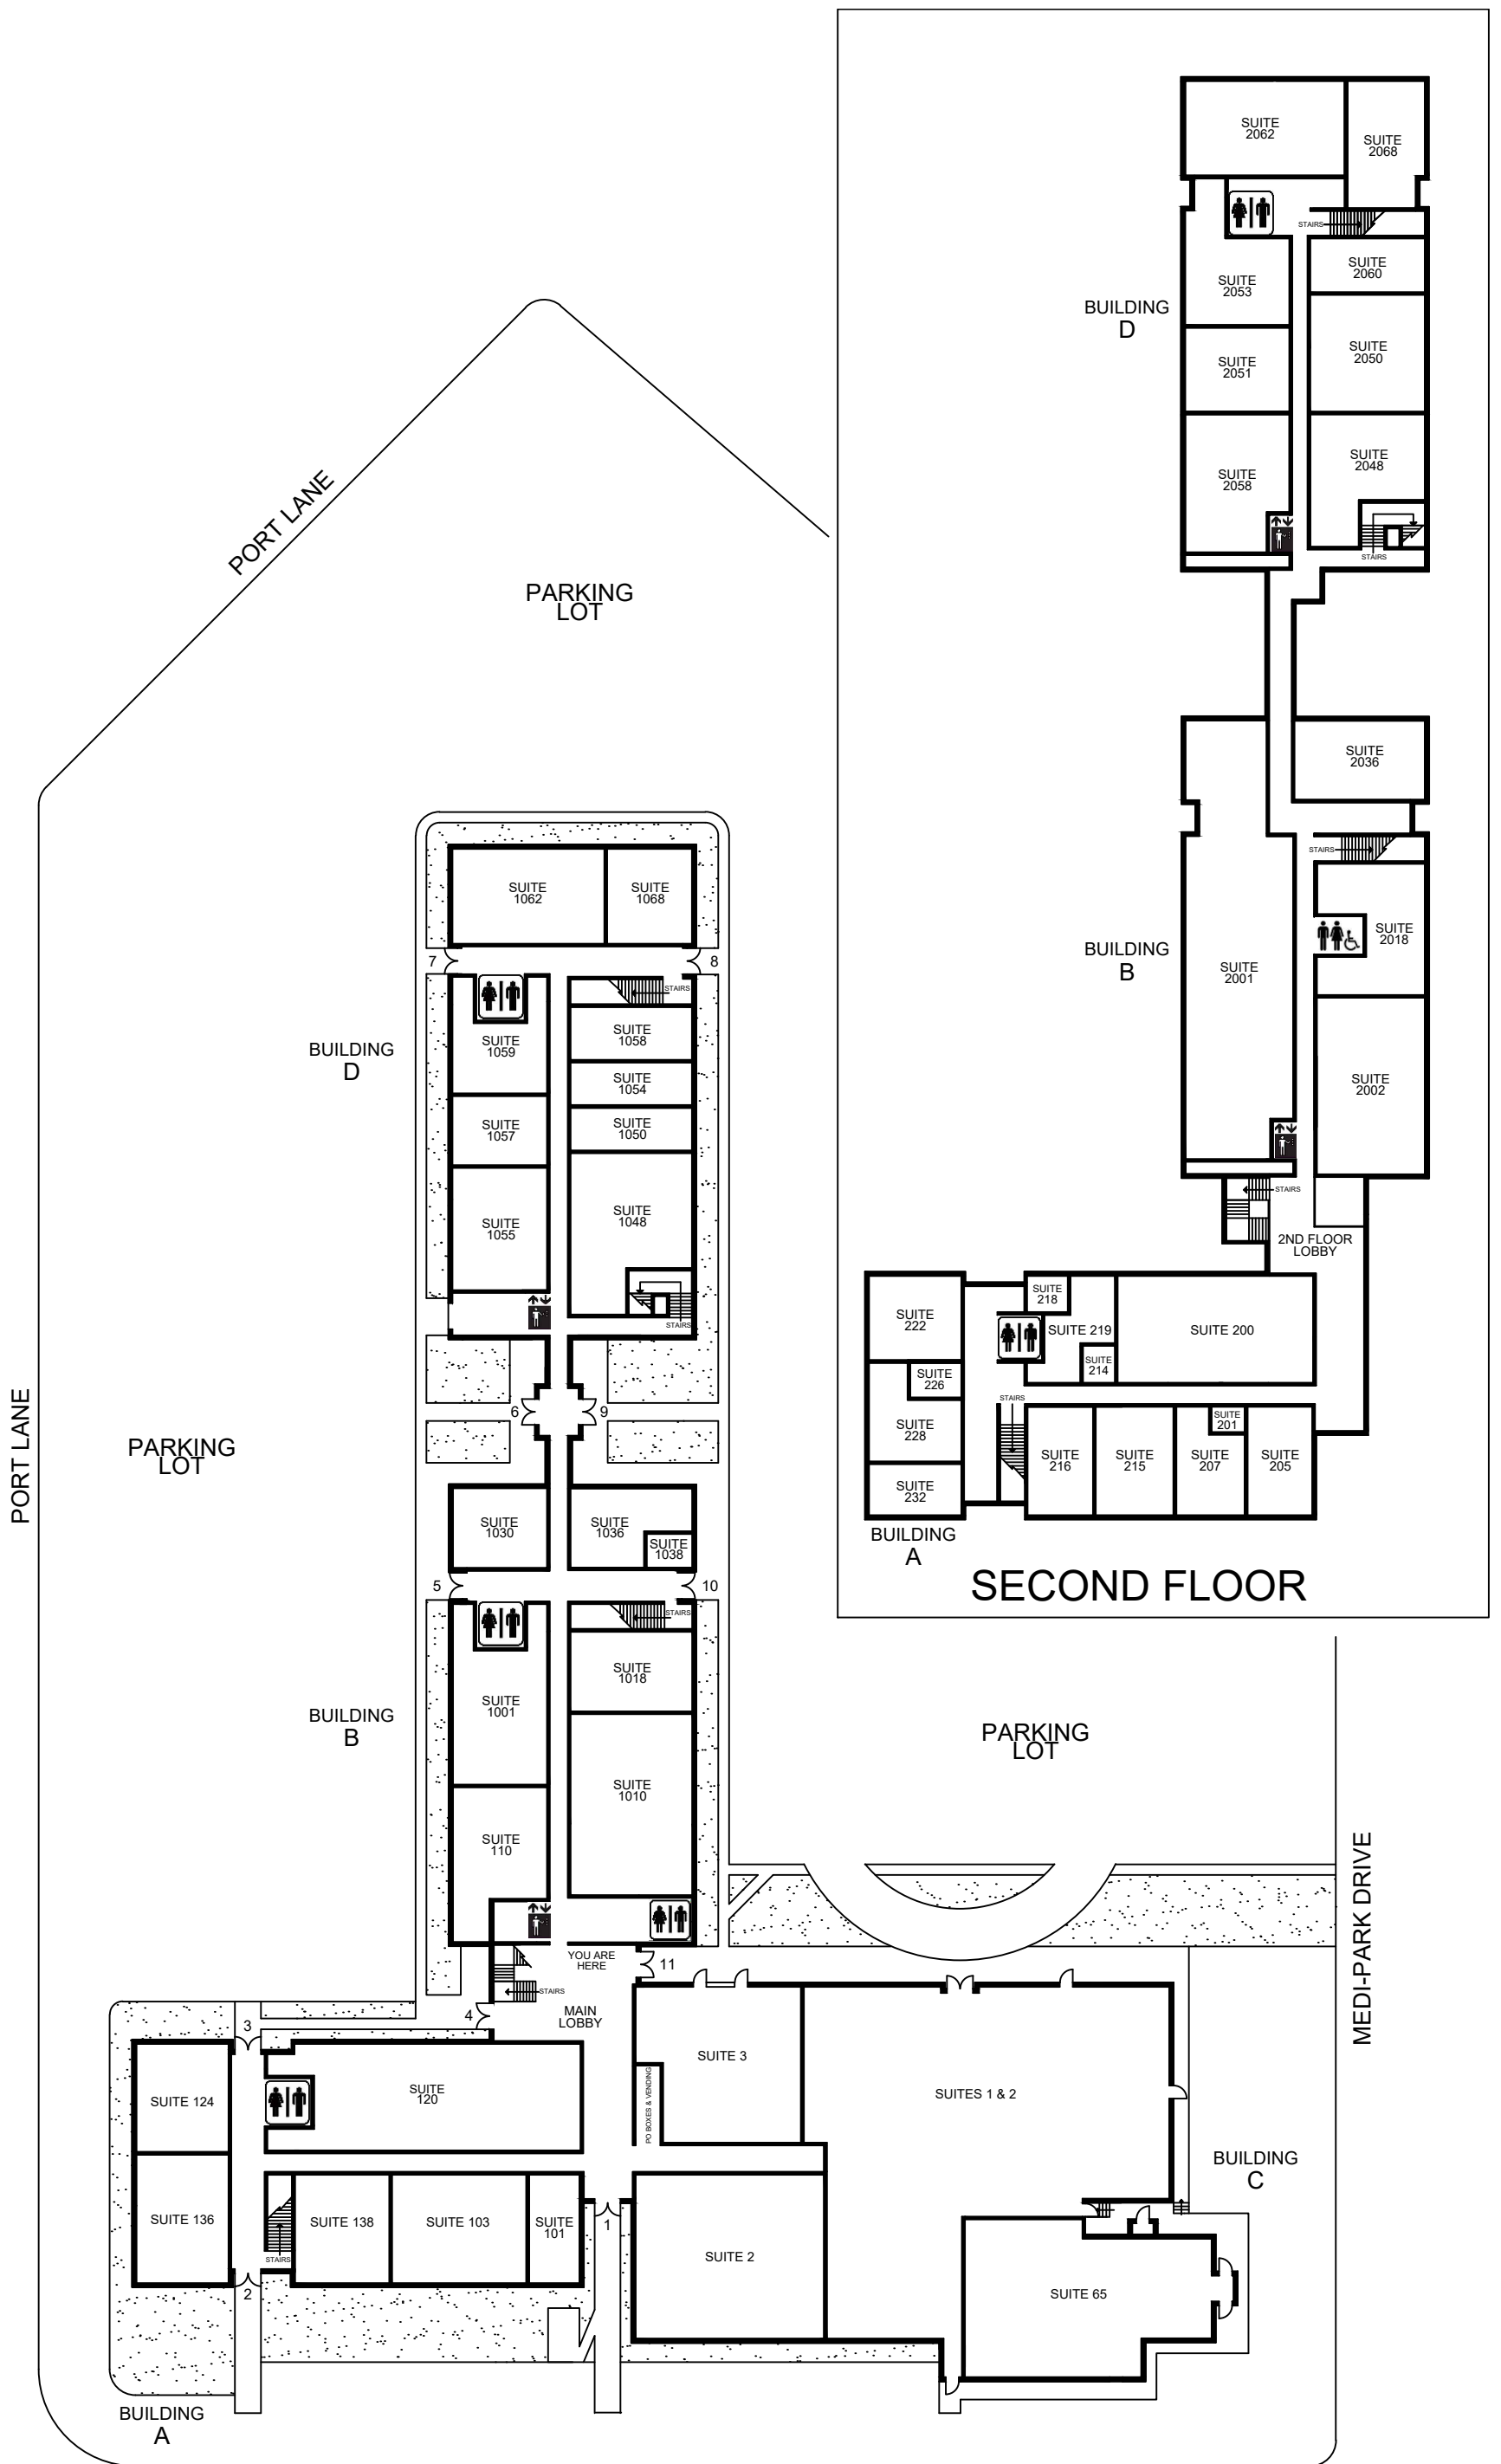 SUITE
2062
SUITE
2068
STAIRS
SUITE
2060
SUITE
2053
BUILDING
D
SUITE
2050
SUITE
2051
SUITE
2048
SUITE
2058
STAIRS
SUITE
2036
STAIRS
SUITE
2018
BUILDING
B
SUITE
2001
SUITE
2002
STAIRS
2ND FLOOR
LOBBY
SUITE
218
SUITE
222
SUITE 219
SUITE 200
SUITE
214
SUITE
226
STAIRS
SUITE
201
SUITE
228
SUITE
216
SUITE
215
SUITE
207
SUITE
205
SUITE
232
BUILDING
A
SECOND FLOOR
PORT LANE
PARKING
LOT
SUITE
1062
SUITE
1068
7
8
STAIRS
SUITE
1059
SUITE
1058
BUILDING
D
SUITE
1054
SUITE
1057
SUITE
1050
SUITE
1055
SUITE
1048
STAIRS
6
9
PORT LANE
PARKING
LOT
SUITE
1030
SUITE
1036
SUITE
1038
5
10
STAIRS
SUITE
1018
SUITE
1001
BUILDING
B
SUITE
1010
SUITE
110
PARKING
LOT
MEDI-PARK DRIVE
YOU ARE
HERE
11
STAIRS
MAIN
LOBBY
4
3
SUITE 3
PO BOXES & VENDING
SUITES 1 & 2
SUITE 124
SUITE
120
BUILDING
C
SUITE 136
SUITE 138
SUITE 103
SUITE
101
1
STAIRS
2
SUITE 2
SUITE 65
BUILDING
A